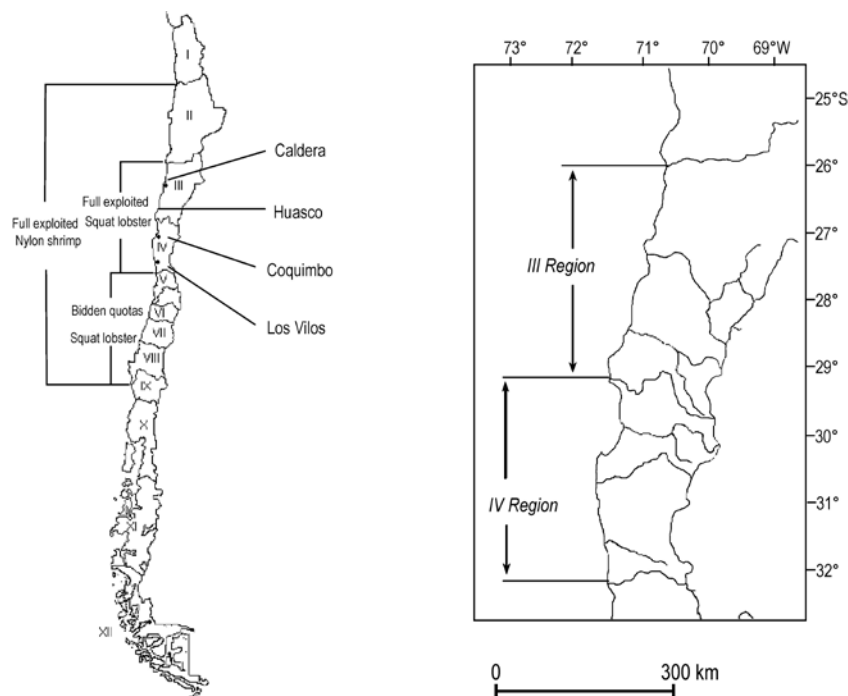 I
II
III
IV
V
VI
VII
VIII
IX
X
XI
XII
Caldera
Huasco
Coquimbo
Los Vilos
Full exploited
Squat lobster
Full exploited
Nylon shrimp
Bidden quotas
Squat lobster
73° 72° 71° 70° 69°W
25°S
26°
27°
28°
29°
30°
31°
32°
III Region
IV Region
0 300 km